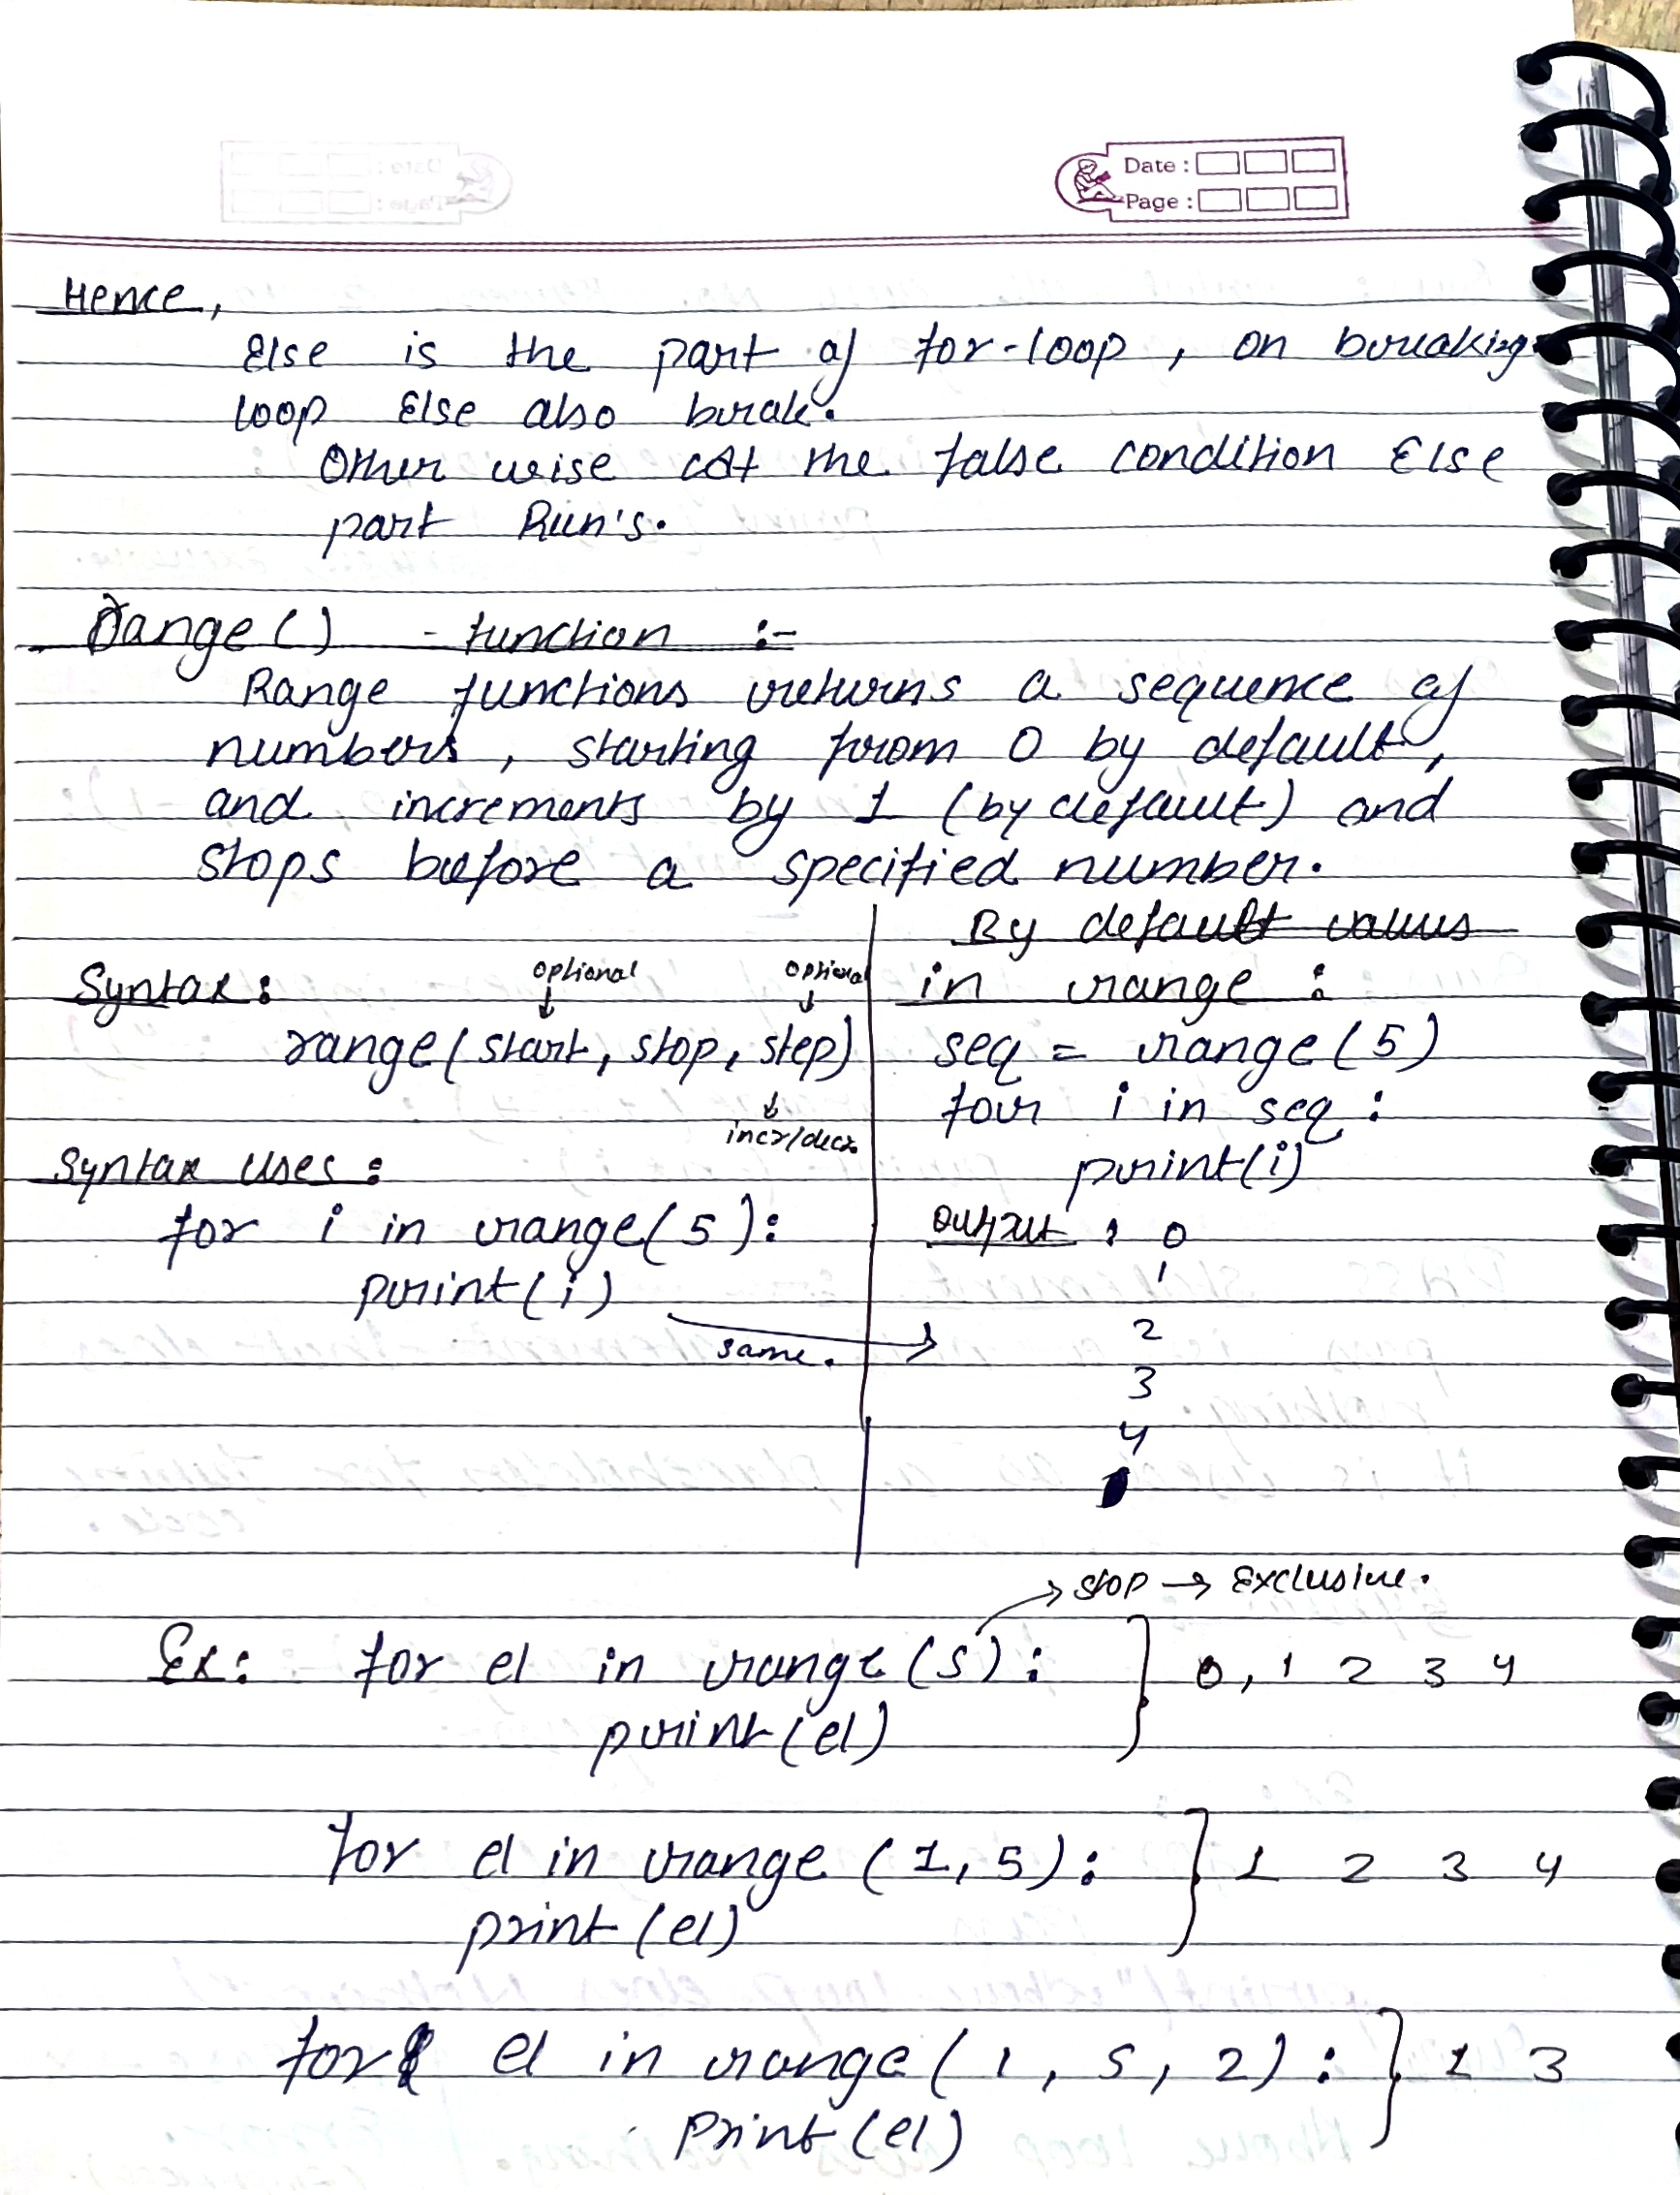 Date :
Page :
Hence,
Else is the part of for-loop, on breaking
loop Else also break.
Other wise at the false condition Else
part Run's.
Range() - function :-
Range functions returns a sequence of
numbers, starting from 0 by default,
and increments by 1 (by default) and
stops before a specified number.
Syntax :
optional
optional
range(start, stop, step)
incr/decr.
Syntax Uses :
for i in range(5):
print(i)
same.
By default values
in range :
seq = range(5)
for i in seq :
print(i)
Output : 0
1
2
3
4
stop → Exclusive.
Ex: for el in range(5): } 0, 1 2 3 4
print(el)
for el in range (1,5): } 1 2 3 4
print(el)
for el in range(1, 5, 2): } 1 3
print(el)